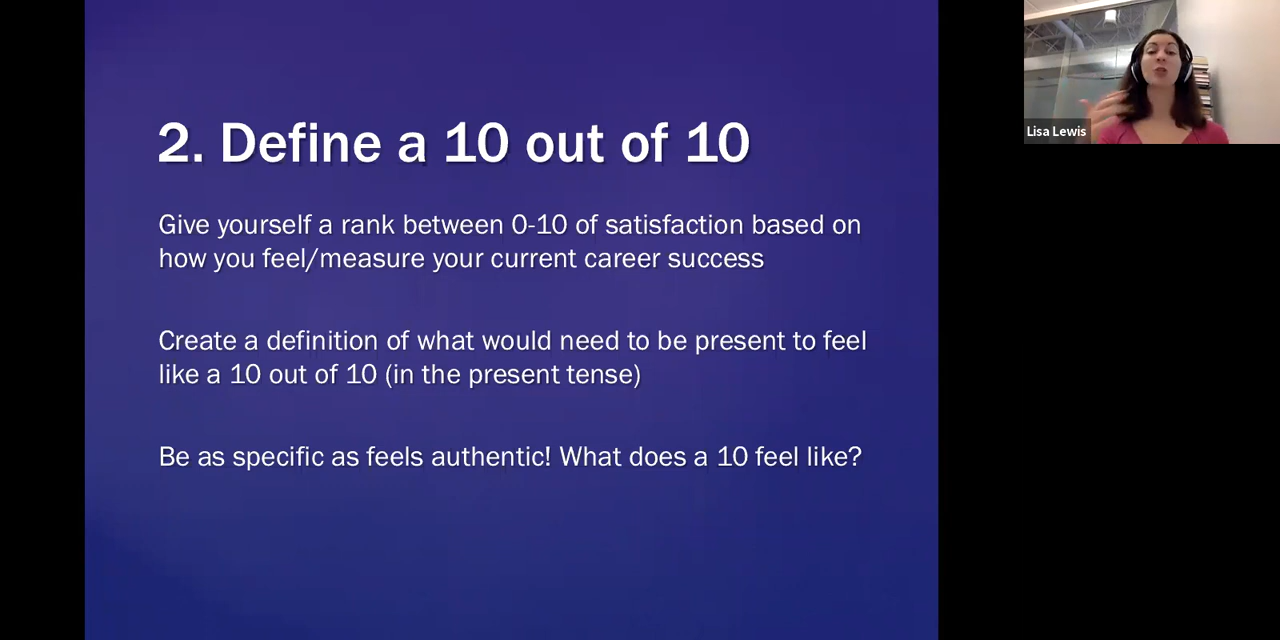 2. Define a 10 out of 10
Give yourself a rank between 0-10 of satisfaction based on
how you feel/measure your current career success
Create a definition of what would need to be present to feel
like a 10 out of 10 (in the present tense)
Be as specific as feels authentic! What does a 10 feel like?
Lisa Lewis